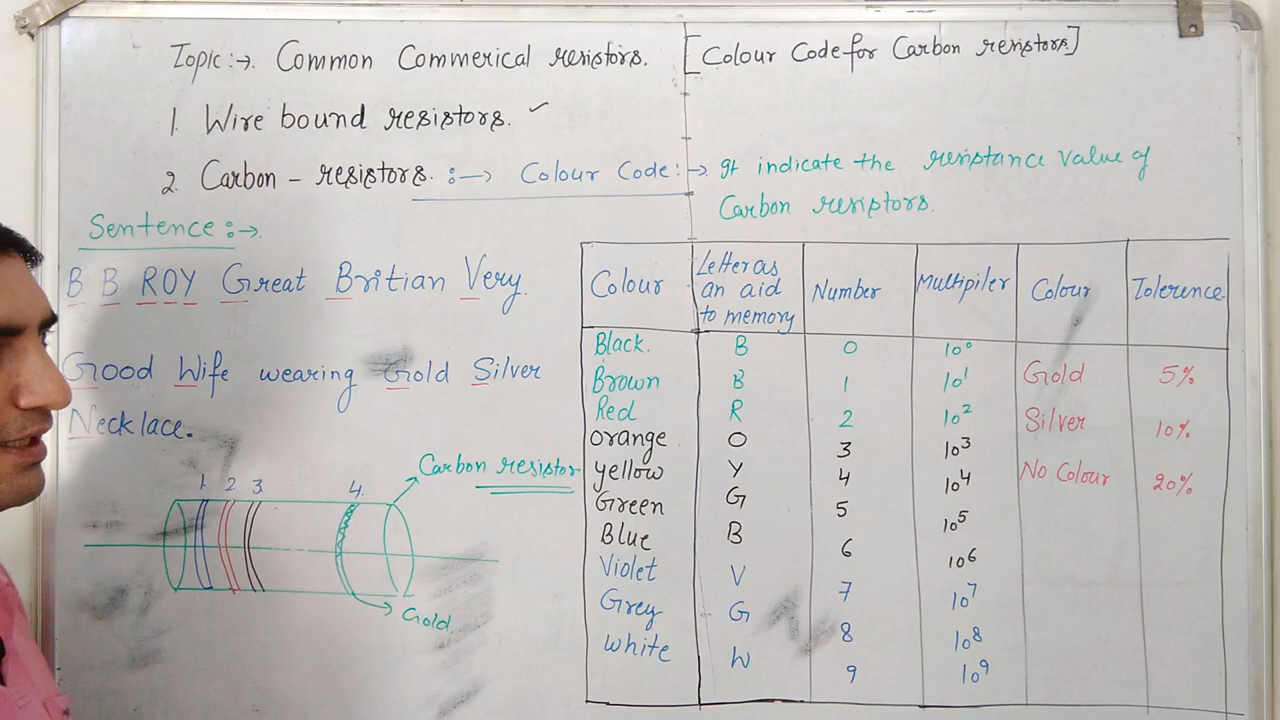 Topic:→. Common Commerical resistors. [Colour Code for Carbon resistors]
1. Wire bound resistors. ✓
2. Carbon - resistors. :→ Colour Code:→ It indicate the resistance value of
Carbon resistors.
Sentence:→.
B B ROY Great Britian Very.
Good Wife wearing Gold Silver
Necklace.
1. 2. 3. 4.
Carbon resistor
Gold
Colour Letter as an aid to memory Number Multipiler Colour Tolerence
Black. B 0 10⁰
Brown B 1 10¹ Gold 5%
Red R 2 10² Silver 10%
Orange O 3 10³
Yellow Y 4 10⁴ No Colour 20%
Green G 5 10⁵
Blue B 6 10⁶
Violet V 7 10⁷
Grey G 8 10⁸
White W 9 10⁹